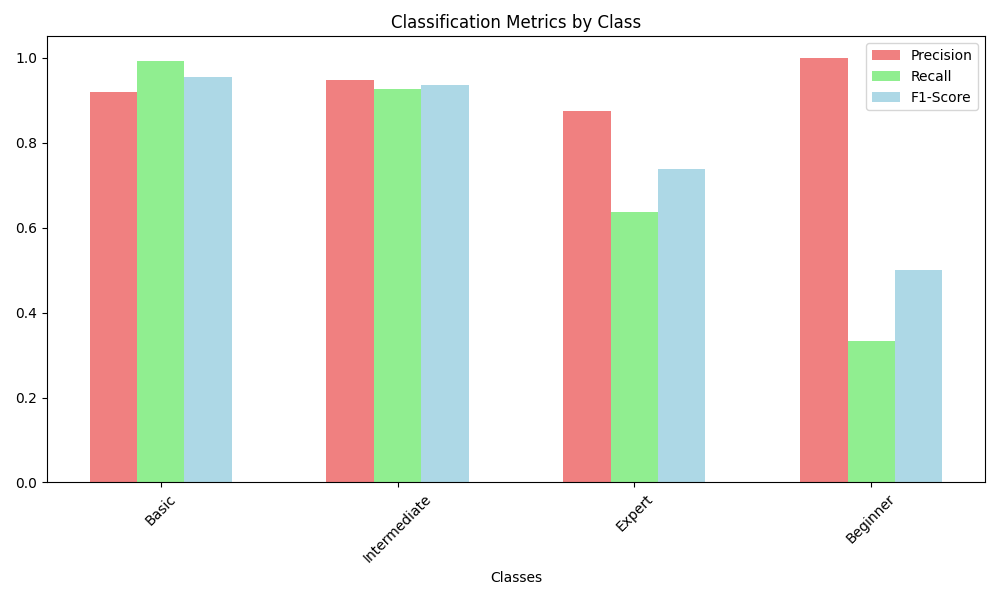 Classification Metrics by Class
Precision
Recall
F1-Score
1.0
0.8
0.6
0.4
0.2
0.0
Basic
Intermediate
Expert
Beginner
Classes